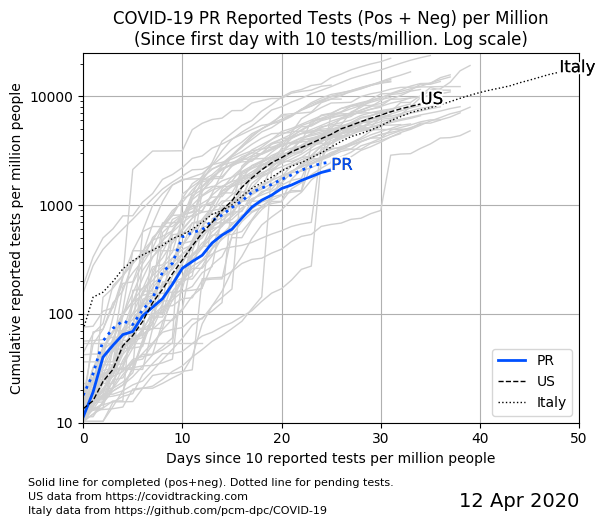 COVID-19 PR Reported Tests (Pos + Neg) per Million
(Since first day with 10 tests/million. Log scale)
Cumulative reported tests per million people
10000
1000
100
10
Italy
US
PR
PR
US
Italy
0 10 20 30 40 50
Days since 10 reported tests per million people
Solid line for completed (pos+neg). Dotted line for pending tests.
US data from https://covidtracking.com
Italy data from https://github.com/pcm-dpc/COVID-19
12 Apr 2020